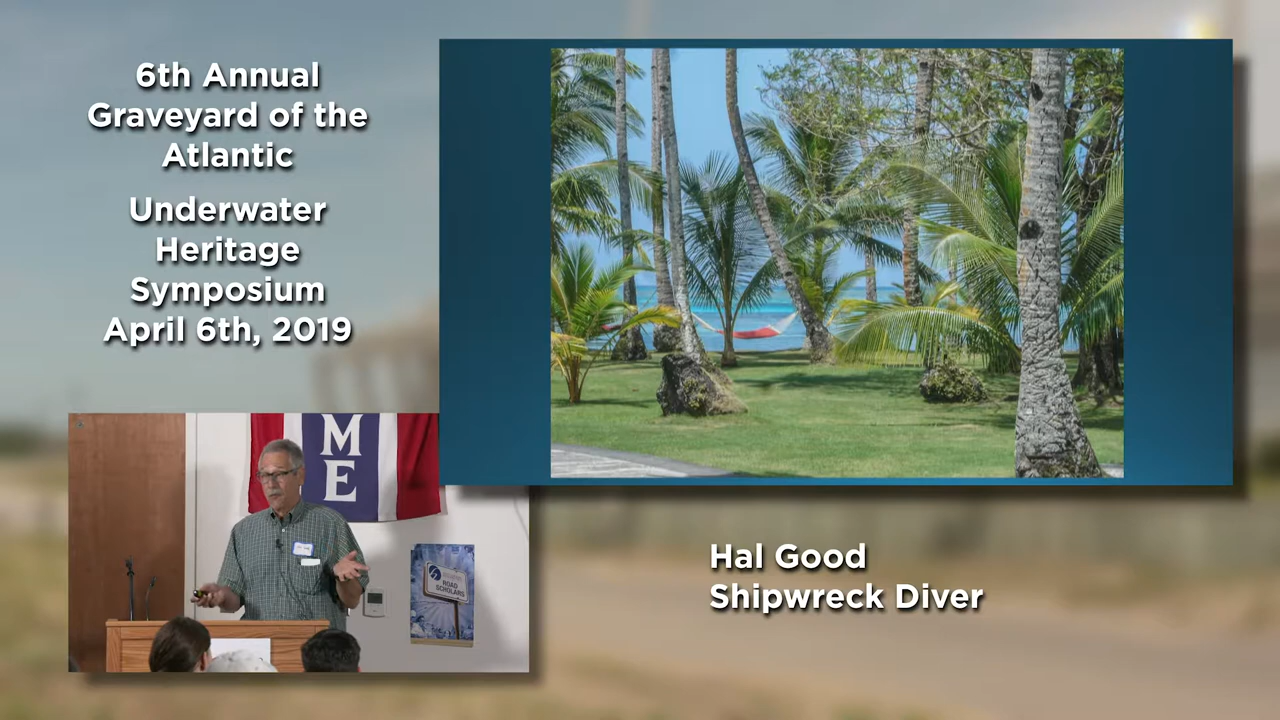 6th Annual
Graveyard of the
Atlantic
Underwater
Heritage
Symposium
April 6th, 2019
M
E
ROAD
SCHOLARS
Hal Good
Shipwreck Diver